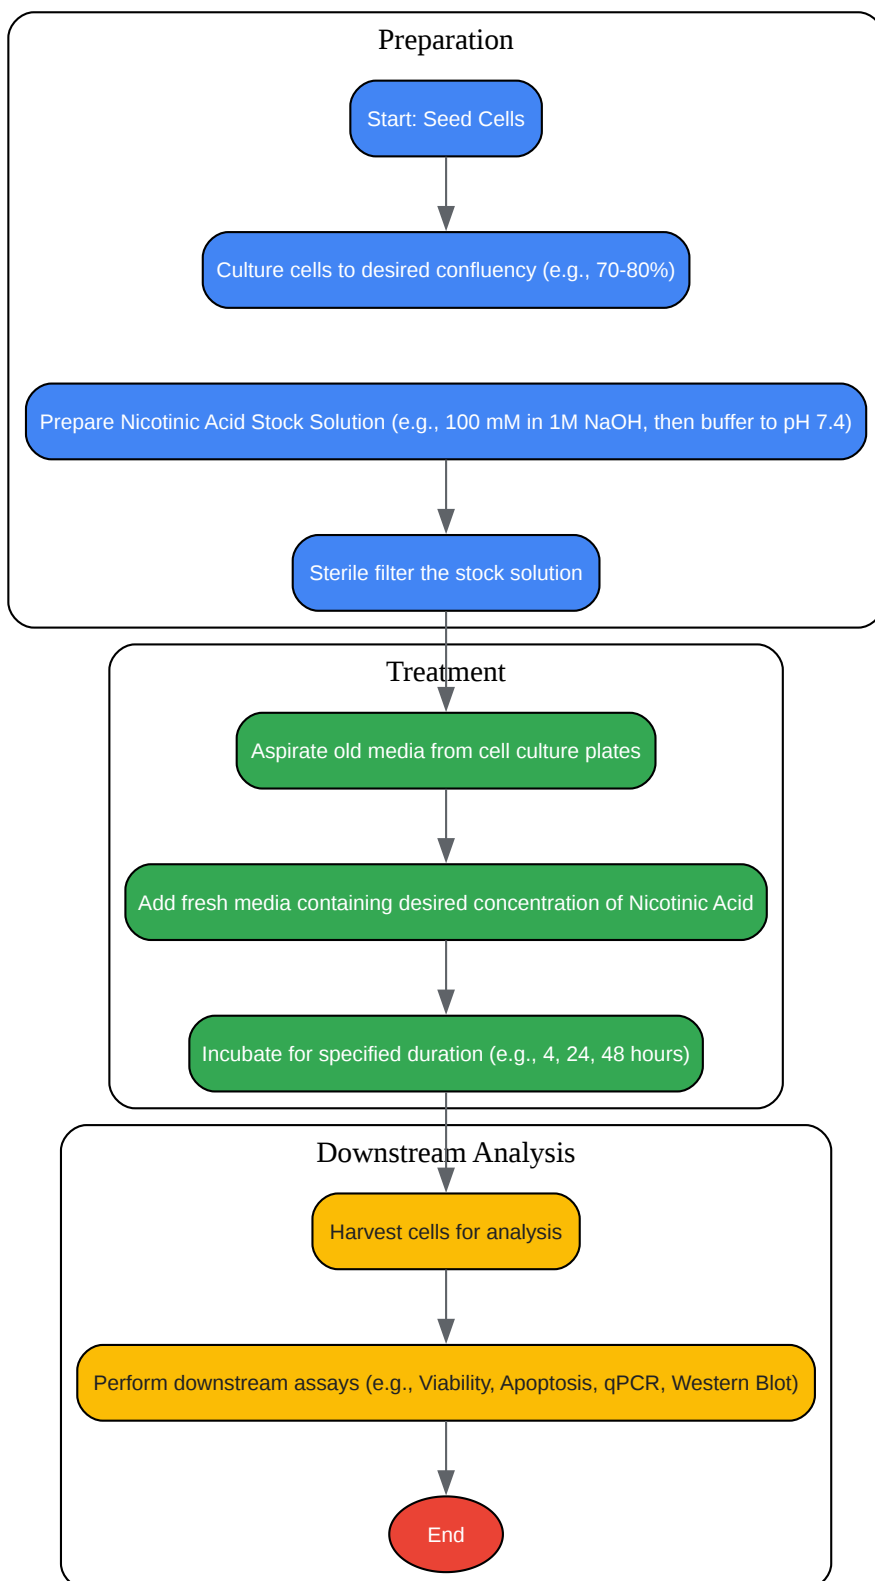 Preparation
Start: Seed Cells
Culture cells to desired confluency (e.g., 70-80%)
Prepare Nicotinic Acid Stock Solution (e.g., 100 mM in 1M NaOH, then buffer to pH 7.4)
Sterile filter the stock solution
Treatment
Aspirate old media from cell culture plates
Add fresh media containing desired concentration of Nicotinic Acid
Incubate for specified duration (e.g., 4, 24, 48 hours)
Downstream Analysis
Harvest cells for analysis
Perform downstream assays (e.g., Viability, Apoptosis, qPCR, Western Blot)
End